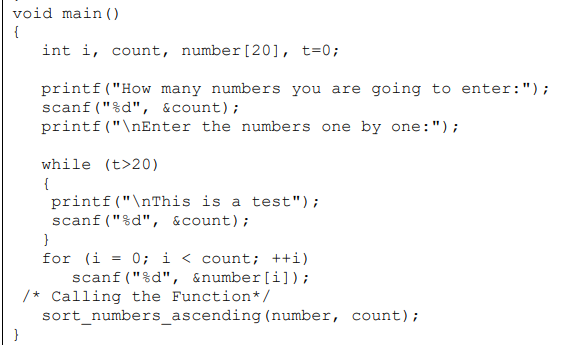 void main()
{
int i, count, number[20], t=0;
printf("How many numbers you are going to enter:");
scanf("%d", &count);
printf("\nEnter the numbers one by one:");
while (t>20)
{
printf("\nThis is a test");
scanf("%d", &count);
}
for (i = 0; i < count; ++i)
scanf("%d", &number[i]);
/* Calling the Function*/
sort_numbers_ascending(number, count);
}